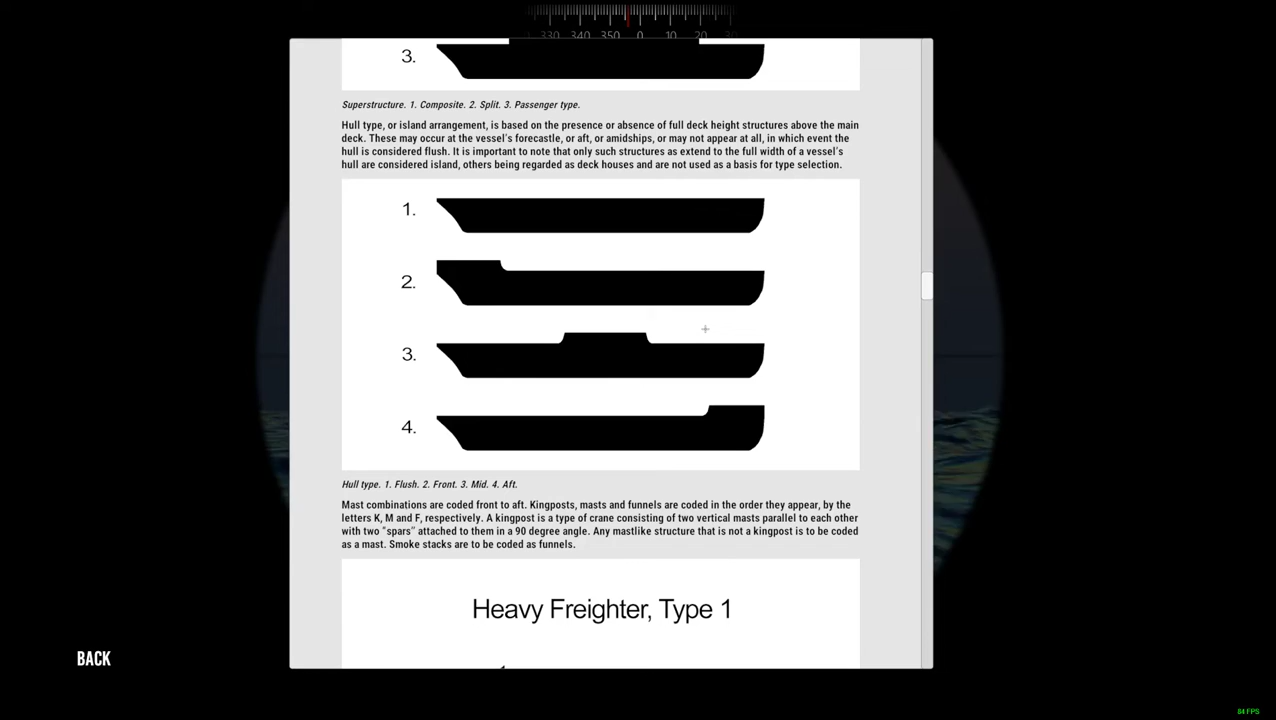 330 340 350 0 10 20 30
3.
Superstructure. 1. Composite. 2. Split. 3. Passenger type.
Hull type, or island arrangement, is based on the presence or absence of full deck height structures above the main
deck. These may occur at the vessel's forecastle, or aft, or amidships, or may not appear at all, in which event the
hull is considered flush. It is important to note that only such structures as extend to the full width of a vessel's
hull are considered island, others being regarded as deck houses and are not used as a basis for type selection.
1.
2.
3.
4.
Hull type. 1. Flush. 2. Front. 3. Mid. 4. Aft.
Mast combinations are coded front to aft. Kingposts, masts and funnels are coded in the order they appear, by the
letters K, M and F, respectively. A kingpost is a type of crane consisting of two vertical masts parallel to each other
with two "spars" attached to them in a 90 degree angle. Any mastlike structure that is not a kingpost is to be coded
as a mast. Smoke stacks are to be coded as funnels.
Heavy Freighter, Type 1
BACK
84 FPS